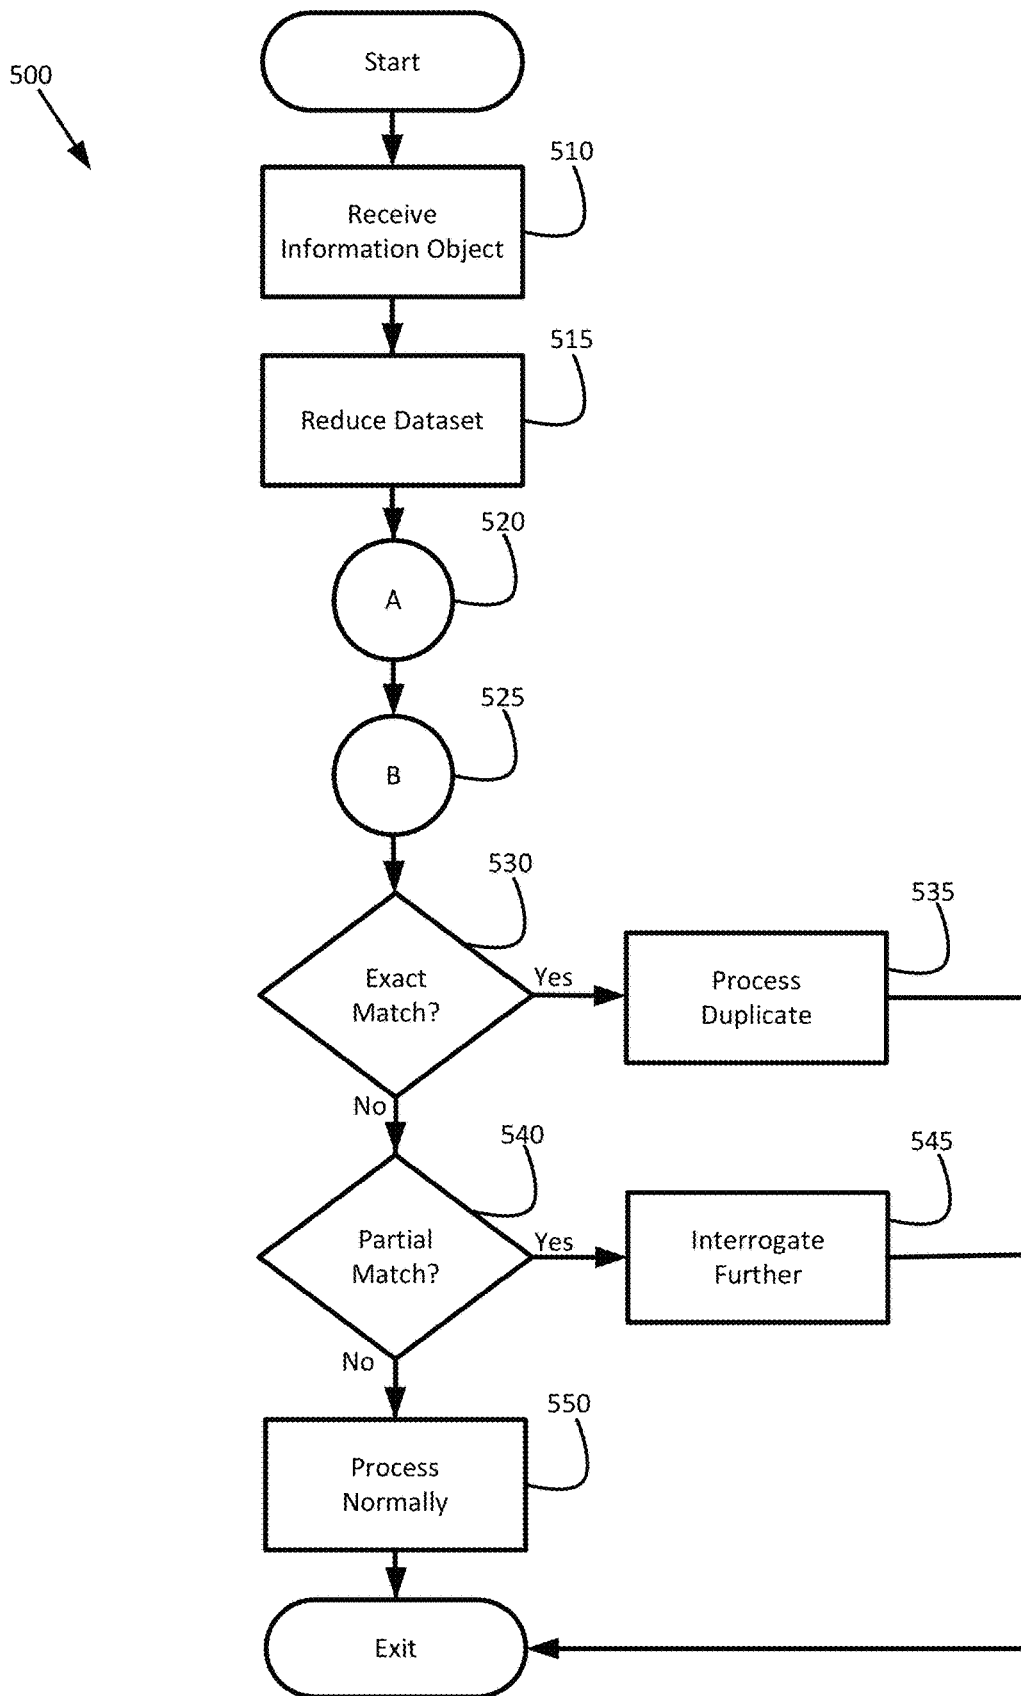 Start
500
510
Receive
Information Object
515
Reduce Dataset
520
A
525
B
530
535
Exact
Match?
Yes
Process
Duplicate
No
540
545
Partial
Match?
Yes
Interrogate
Further
No
550
Process
Normally
Exit